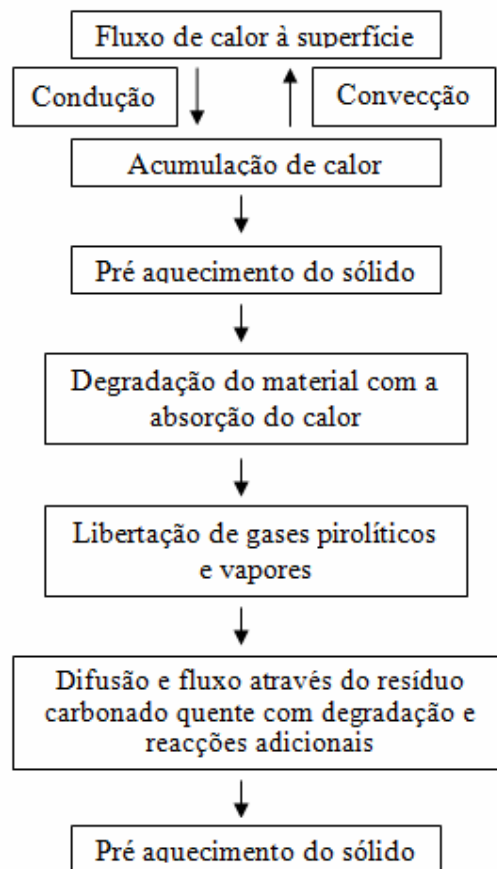 Fluxo de calor à superfície
Condução
Convecção
Acumulação de calor
Pré aquecimento do sólido
Degradação do material com a
absorção do calor
Libertação de gases pirolíticos
e vapores
Difusão e fluxo através do resíduo
carbonado quente com degradação e
reacções adicionais
Pré aquecimento do sólido